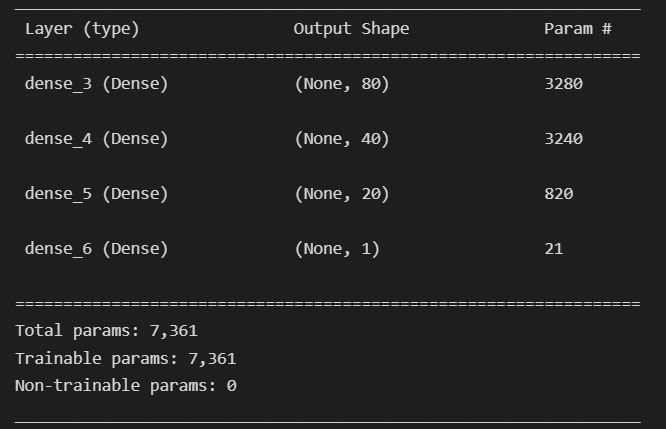 Layer (type) Output Shape Param #
=================================================================
dense_3 (Dense) (None, 80) 3280
dense_4 (Dense) (None, 40) 3240
dense_5 (Dense) (None, 20) 820
dense_6 (Dense) (None, 1) 21
=================================================================
Total params: 7,361
Trainable params: 7,361
Non-trainable params: 0